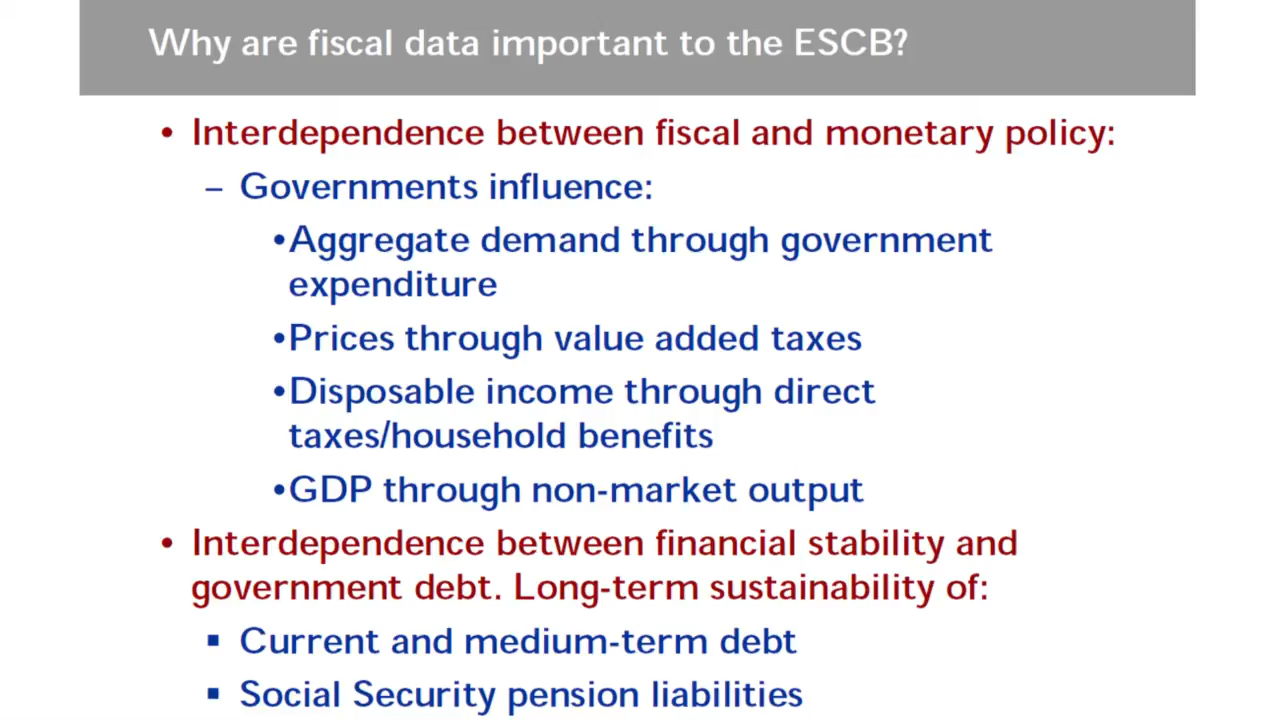 Why are fiscal data important to the ESCB?
• Interdependence between fiscal and monetary policy:
– Governments influence:
•Aggregate demand through government
expenditure
•Prices through value added taxes
•Disposable income through direct
taxes/household benefits
•GDP through non-market output
• Interdependence between financial stability and
government debt. Long-term sustainability of:
▪ Current and medium-term debt
▪ Social Security pension liabilities